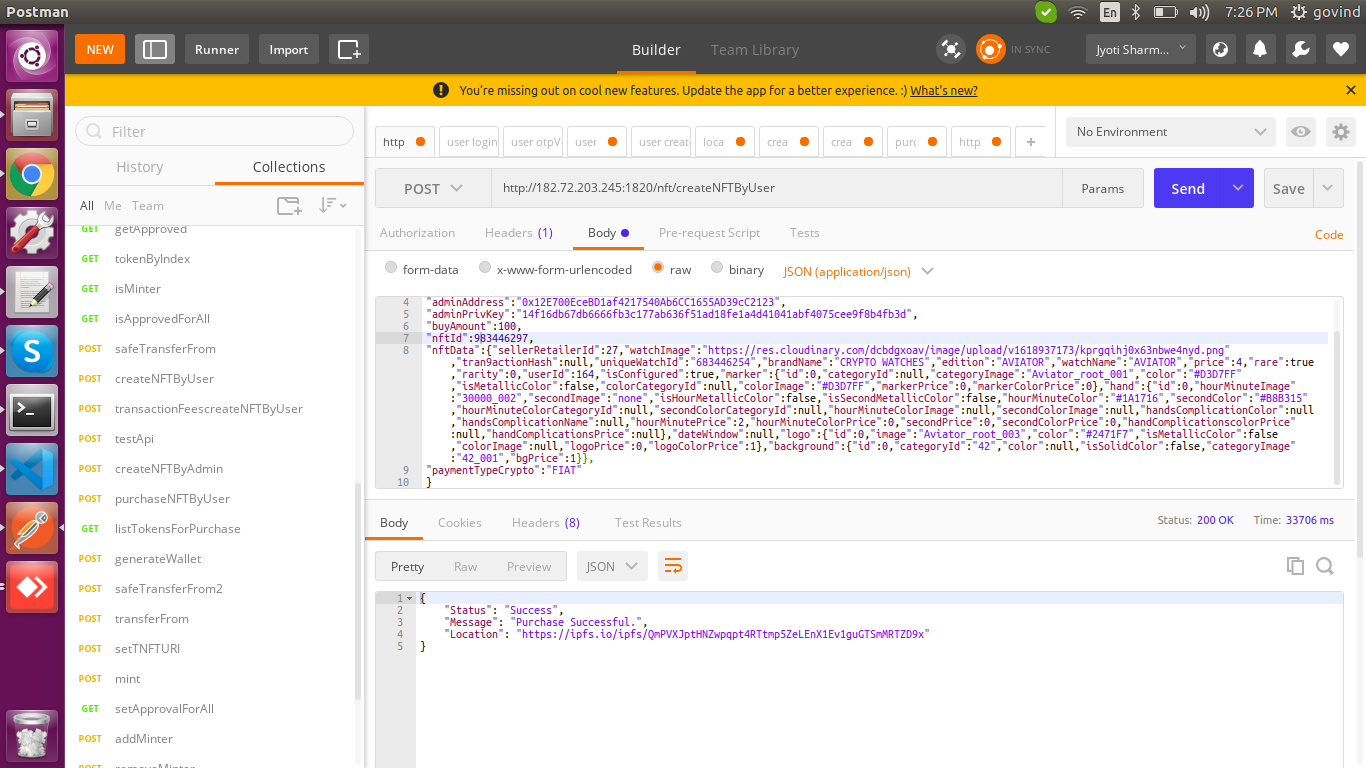 Postman
En
7:26 PM
govind
NEW
Runner
Import
Builder
Team Library
IN SYNC
Jyoti Sharm...
You're missing out on cool new features. Update the app for a better experience. :) What's new?
Filter
History
Collections
All Me Team
GET getApproved
GET tokenByIndex
GET isMinter
GET isApprovedForAll
POST safeTransferFrom
POST createNFTByUser
POST transactionFeescreateNFTByUser
POST testApi
POST createNFTByAdmin
POST purchaseNFTByUser
GET listTokensForPurchase
POST generateWallet
POST safeTransferFrom2
POST transferFrom
POST setTNFTURI
POST mint
GET setApprovalForAll
POST addMinter
POST removeMinter
http
user login
user otpV
user
user creat
loca
crea
crea
purc
http
+
No Environment
POST
http://182.72.203.245:1820/nft/createNFTByUser
Params
Send
Save
Authorization
Headers (1)
Body
Pre-request Script
Tests
Code
form-data
x-www-form-urlencoded
raw
binary
JSON (application/json)
4 "adminAddress":"0x12E700EceBD1af4217540Ab6CC1655AD39cC2123",
5 "adminPrivKey":"14f16db67db6666fb3c177ab636f51ad18fe1a4d41041abf4075cee9f8b4fb3d",
6 "buyAmount":100,
7 "nftId":983446297,
8 "nftData":{"sellerRetailerId":27,"watchImage":"https://res.cloudinary.com/dcbdgxoav/image/upload/v1618937173/kprgqihj0x63nbwe4nyd.png"
,"tran9actionHash":null,"uniqueWatchId":"683446254","brandName":"CRYPTO WATCHES","edition":"AVIATOR","watchName":"AVIATOR","price":4,"rare":true
,"rarity":0,"userId":164,"isConfigured":true,"marker":{"id":0,"categoryId":null,"categoryImage":"Aviator_root_001","color":"#D3D7FF"
,"isMetallicColor":false,"colorCategoryId":null,"colorImage":"#D3D7FF","markerPrice":0,"markerColorPrice":0},"hand":{"id":0,"hourMinuteImage"
:"30000_002","secondImage":"none","isHourMetallicColor":false,"isSecondMetallicColor":false,"hourMinuteColor":"#1A1716","secondColor":"#B8B315"
,"hourMinuteColorCategoryId":null,"secondColorCategoryId":null,"hourMinuteColorImage":null,"secondColorImage":null,"handsComplicationColor":null
,"handsComplicationName":null,"hourMinutePrice":2,"hourMinuteColorPrice":0,"secondPrice":0,"secondColorPrice":0,"handComplicationscolorPrice"
:null,"handComplicationsPrice":null},"dateWindow":null,"logo":{"id":0,"image":"Aviator_root_003","color":"#2471F7","isMetallicColor":false
,"colorImage":null,"logoPrice":0,"logoColorPrice":1},"background":{"id":0,"categoryId":"42","color":null,"isSolidColor":false,"categoryImage"
:"42_001","bgPrice":1}},
9 "paymentTypeCrypto":"FIAT"
10 }
Body
Cookies
Headers (8)
Test Results
Status: 200 OK
Time: 33706 ms
Pretty
Raw
Preview
JSON
1 {
2 "Status": "Success",
3 "Message": "Purchase Successful.",
4 "Location": "https://ipfs.io/ipfs/QmPVXJptHNZwpqpt4RTtmp5ZeLEnX1Ev1guGTSmMRTZD9x"
5 }